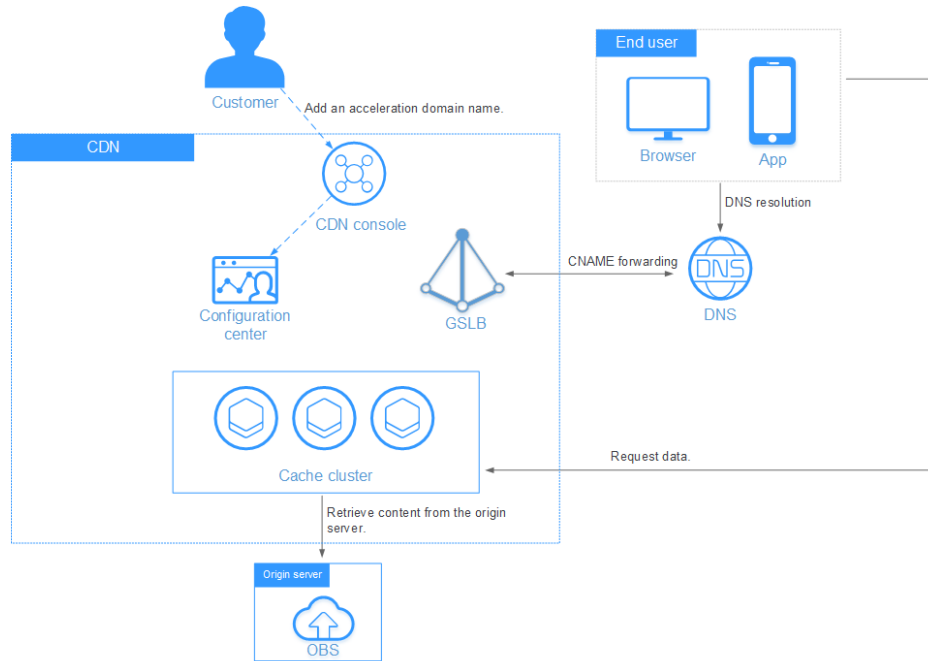 Customer
Add an acceleration domain name.
End user
Browser
App
CDN
CDN console
DNS resolution
Configuration
center
GSLB
CNAME forwarding
DNS
DNS
Cache cluster
Request data.
Retrieve content from the origin
server.
Origin server
OBS